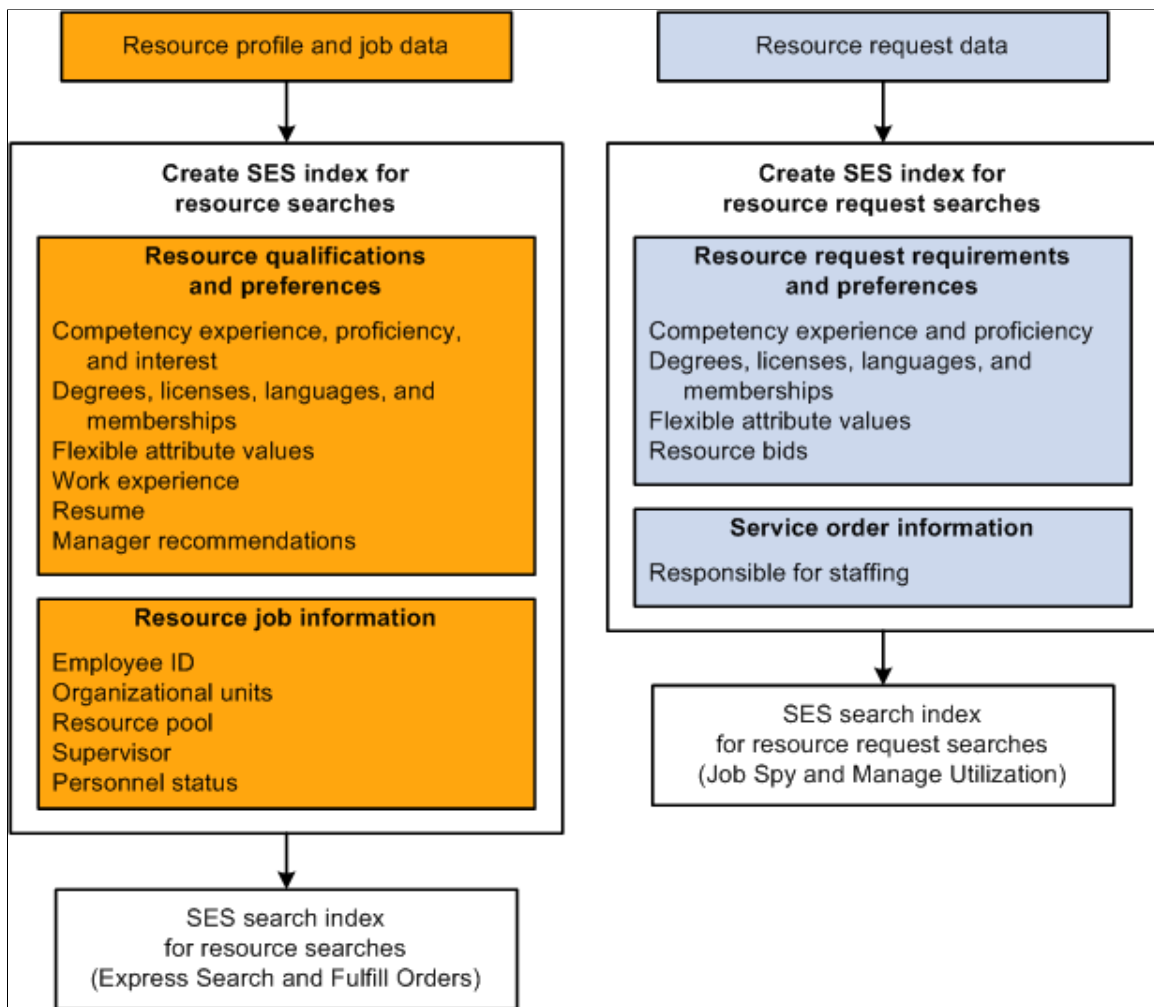 Resource profile and job data
Create SES index for
resource searches
Resource qualifications
and preferences
Competency experience, proficiency,
and interest
Degrees, licenses, languages, and
memberships
Flexible attribute values
Work experience
Resume
Manager recommendations
Resource job information
Employee ID
Organizational units
Resource pool
Supervisor
Personnel status
SES search index
for resource searches
(Express Search and Fulfill Orders)
Resource request data
Create SES index for
resource request searches
Resource request requirements
and preferences
Competency experience and proficiency
Degrees, licenses, languages, and
memberships
Flexible attribute values
Resource bids
Service order information
Responsible for staffing
SES search index
for resource request searches
(Job Spy and Manage Utilization)